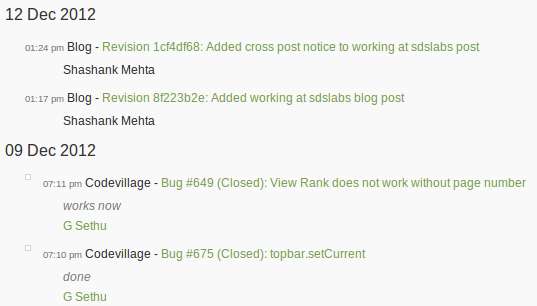 12 Dec 2012
01:24 pm Blog - Revision 1cf4df68: Added cross post notice to working at sdslabs post
Shashank Mehta
01:17 pm Blog - Revision 8f223b2e: Added working at sdslabs blog post
Shashank Mehta
09 Dec 2012
07:11 pm Codevillage - Bug #649 (Closed): View Rank does not work without page number
works now
G Sethu
07:10 pm Codevillage - Bug #675 (Closed): topbar.setCurrent
done
G Sethu